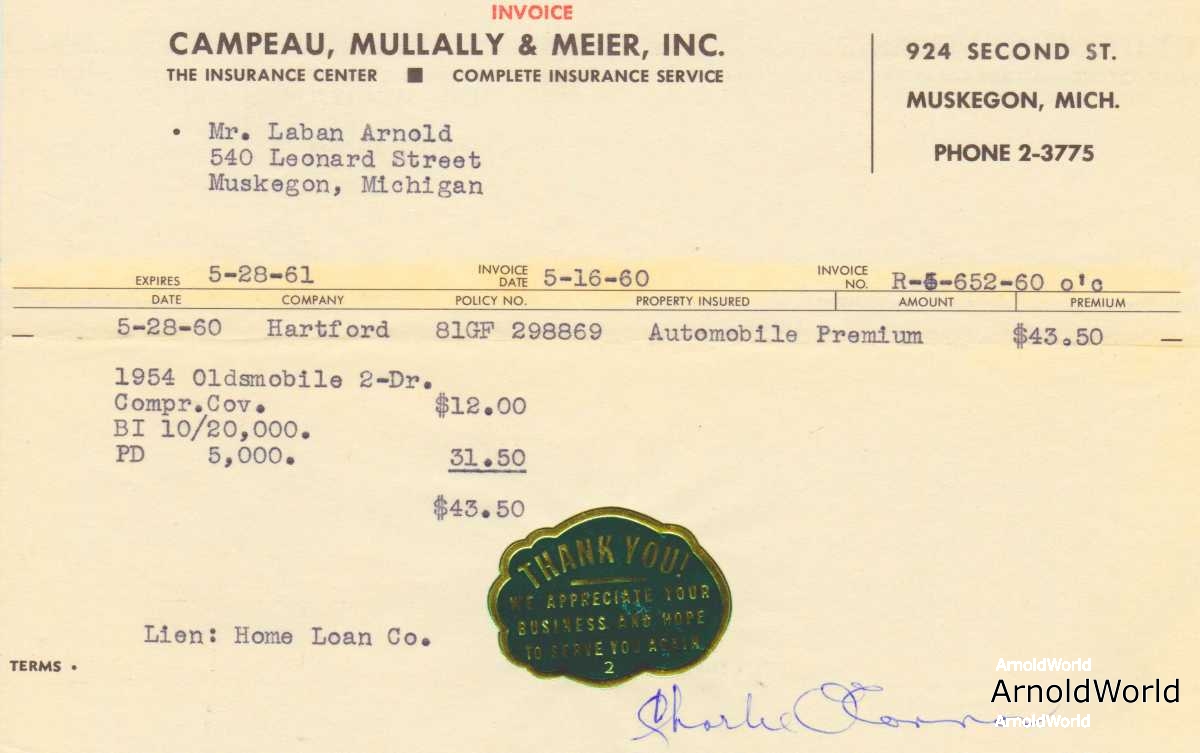 INVOICE
CAMPEAU, MULLALLY & MEIER, INC.
THE INSURANCE CENTER ■ COMPLETE INSURANCE SERVICE
924 SECOND ST.
MUSKEGON, MICH.
PHONE 2-3775
• Mr. Laban Arnold
540 Leonard Street
Muskegon, Michigan
EXPIRES 5-28-61 INVOICE DATE 5-16-60 INVOICE NO. R-5-652-60 o'c
DATE COMPANY POLICY NO. PROPERTY INSURED AMOUNT PREMIUM
5-28-60 Hartford 81GF 298869 Automobile Premium $43.50
1954 Oldsmobile 2-Dr.
Compr.Cov. $12.00
BI 10/20,000.
PD 5,000. 31.50
$43.50
THANK YOU!
WE APPRECIATE YOUR
BUSINESS AND HOPE
TO SERVE YOU AGAIN
2
Lien: Home Loan Co.
TERMS •
Charlie
ArnoldWorld
ArnoldWorld
ArnoldWorld